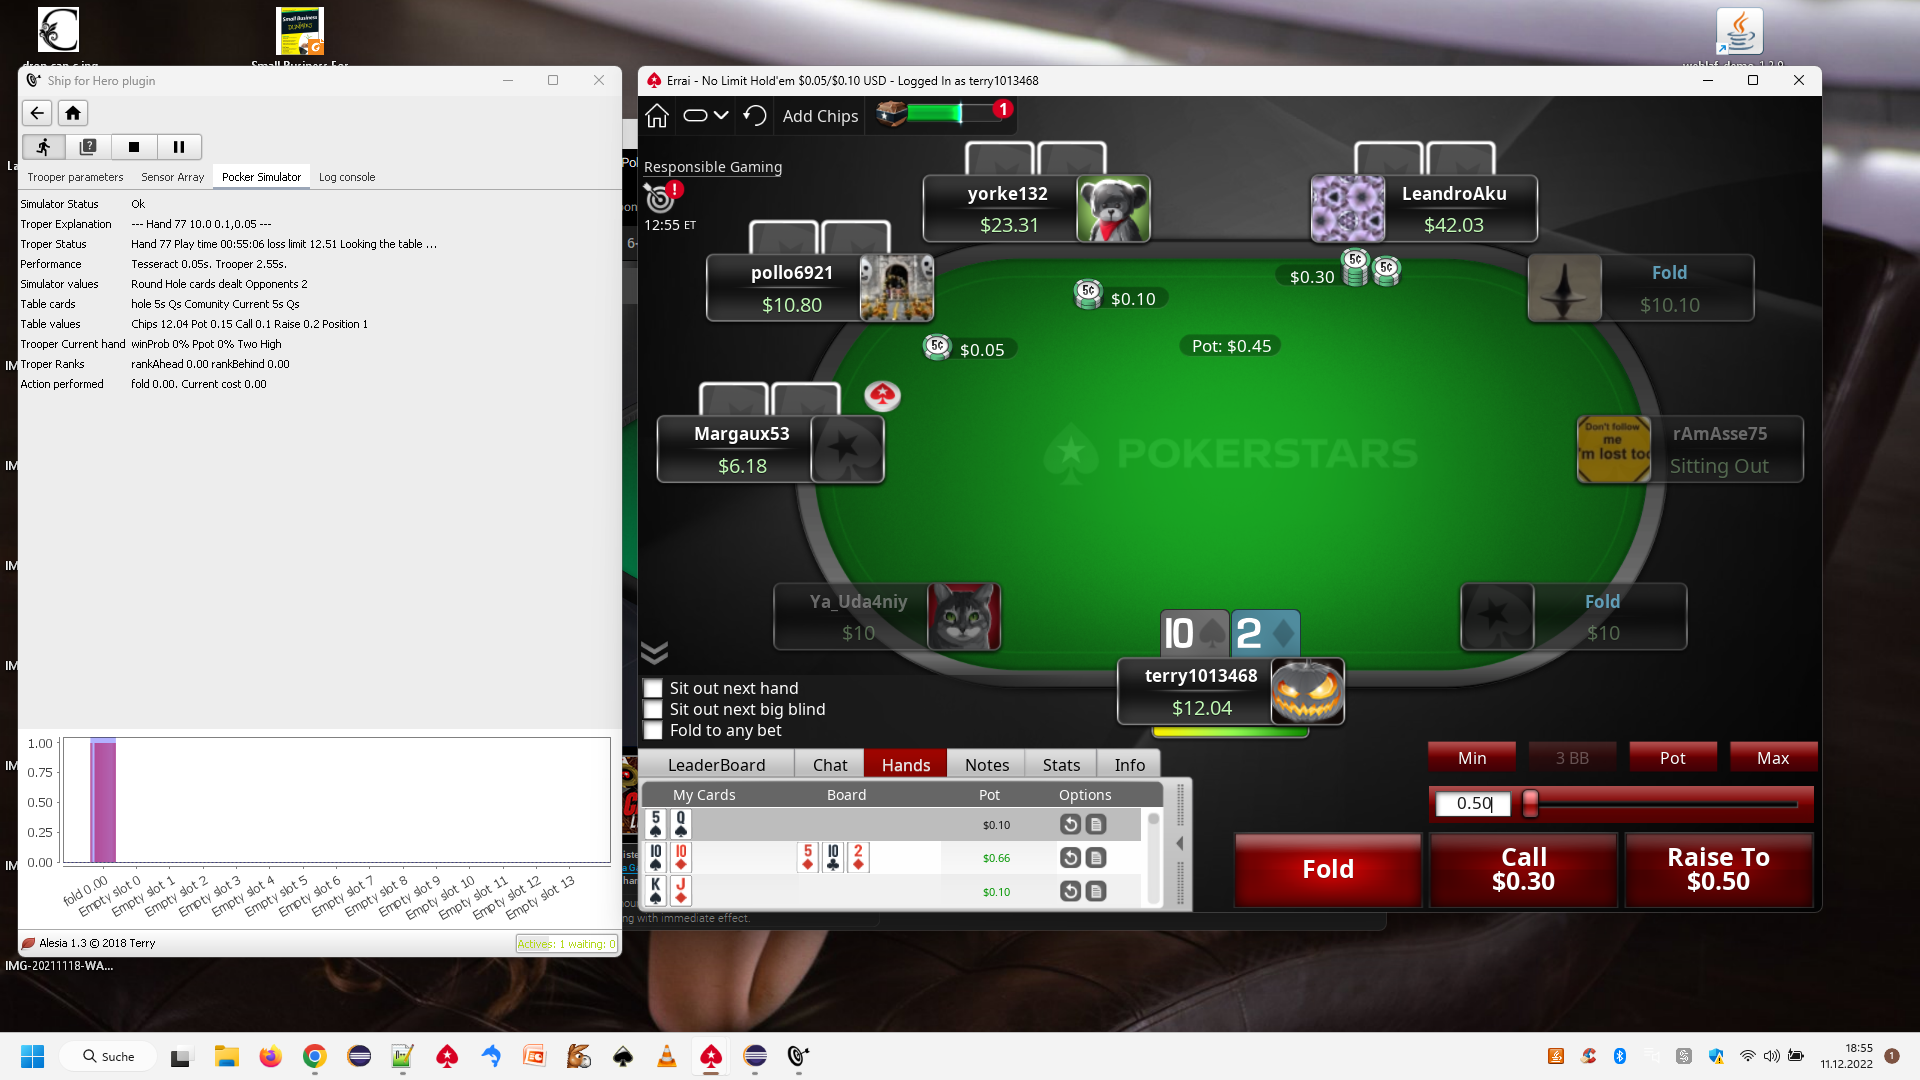 drop cap c.jpg
Small Business For
weblaf-demo-1.2.9
Ship for Hero plugin
Trooper parameters
Sensor Array
Pocker Simulator
Log console
Simulator Status Ok
Troper Explanation --- Hand 77 10.0 0.1,0.05 ---
Troper Status Hand 77 Play time 00:55:06 loss limit 12.51 Looking the table ...
Performance Tesseract 0.05s. Trooper 2.55s.
Simulator values Round Hole cards dealt Opponents 2
Table cards hole 5s Qs Comunity Current 5s Qs
Table values Chips 12.04 Pot 0.15 Call 0.1 Raise 0.2 Position 1
Trooper Current hand winProb 0% Ppot 0% Two High
Troper Ranks rankAhead 0.00 rankBehind 0.00
Action performed fold 0.00. Current cost 0.00
1.00
0.75
0.50
0.25
0.00
fold 0.00
Empty slot 0
Empty slot 1
Empty slot 2
Empty slot 3
Empty slot 4
Empty slot 5
Empty slot 6
Empty slot 7
Empty slot 8
Empty slot 9
Empty slot 10
Empty slot 11
Empty slot 12
Empty slot 13
Alesia 1.3 © 2018 Terry
Actives: 1 waiting: 0
IMG-20211118-WA...
Errai - No Limit Hold'em $0.05/$0.10 USD - Logged In as terry1013468
Add Chips
1
Responsible Gaming
12:55 ET
yorke132
$23.31
LeandroAku
$42.03
pollo6921
$10.80
Fold
$10.10
$0.30
$0.10
$0.05
Pot: $0.45
Margaux53
$6.18
POKERSTARS
Don't follow
me
I'm lost too
rAmAsse75
Sitting Out
Ya_Uda4niy
$10
Fold
$10
10 2
terry1013468
$12.04
Sit out next hand
Sit out next big blind
Fold to any bet
LeaderBoard
Chat
Hands
Notes
Stats
Info
My Cards Board Pot Options
5 Q $0.10
10 10 5 10 2 $0.66
K J $0.10
ng with immediate effect.
Min
3 BB
Pot
Max
0.50
Fold
Call
$0.30
Raise To
$0.50
Suche
18:55
11.12.2022
1